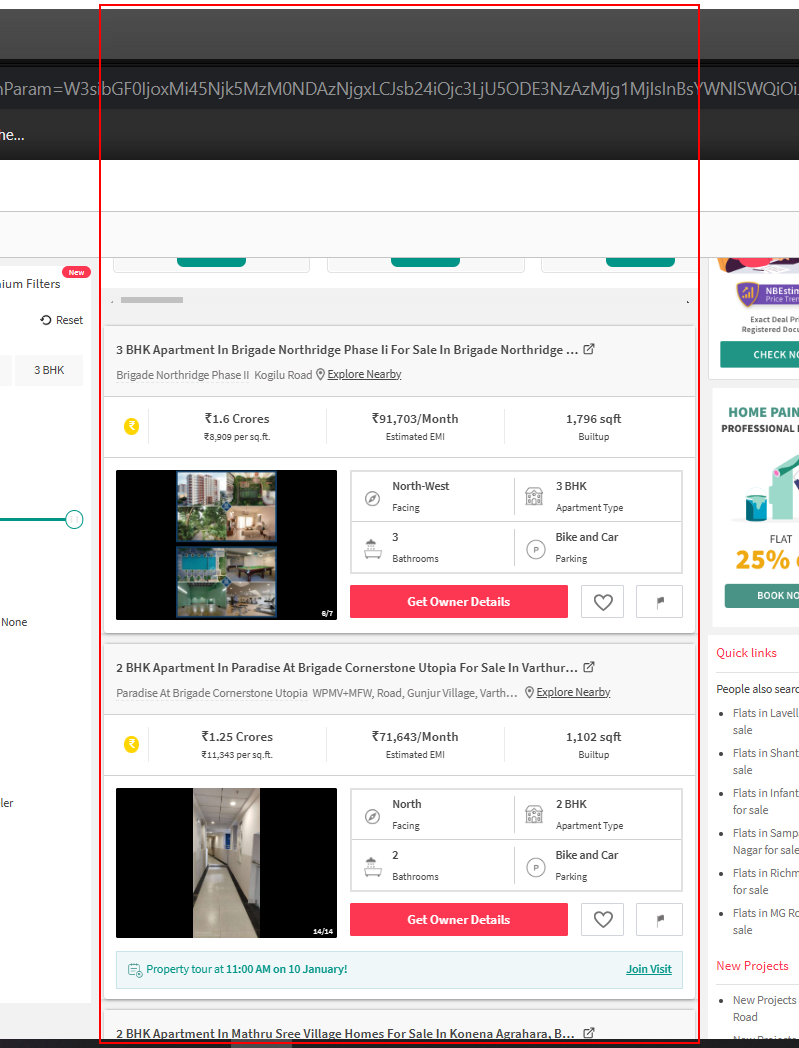 nParam=W3sibGF0IjoxMi45Njk5MzM0NDAzNjgxLCJsb24iOjc3LjU5ODE3NzAzMjg1MjIsInBsYWNlSWQiOi
he...
New
ium Filters
Reset
3 BHK
None
ler
3 BHK Apartment In Brigade Northridge Phase Ii For Sale In Brigade Northridge ...
Brigade Northridge Phase II Kogilu Road Explore Nearby
₹1.6 Crores
₹8,909 per sq.ft.
₹91,703/Month
Estimated EMI
1,796 sqft
Builtup
6/7
North-West
Facing
3 BHK
Apartment Type
3
Bathrooms
P
Bike and Car
Parking
Get Owner Details
2 BHK Apartment In Paradise At Brigade Cornerstone Utopia For Sale In Varthur...
Paradise At Brigade Cornerstone Utopia WPMV+MFW, Road, Gunjur Village, Varth... Explore Nearby
₹1.25 Crores
₹11,343 per sq.ft.
₹71,643/Month
Estimated EMI
1,102 sqft
Builtup
14/14
North
Facing
2 BHK
Apartment Type
2
Bathrooms
P
Bike and Car
Parking
Get Owner Details
Property tour at 11:00 AM on 10 January!
Join Visit
2 BHK Apartment In Mathru Sree Village Homes For Sale In Konena Agrahara, B...
NBEstim
Price Tren
Exact Deal Pri
Registered Docu
CHECK NO
HOME PAIN
PROFESSIONAL
FLAT
25%
BOOK NO
Quick links
People also searc
Flats in Lavell
sale
Flats in Shant
sale
Flats in Infant
for sale
Flats in Samp
Nagar for sale
Flats in Richm
for sale
Flats in MG Ro
sale
New Projects
New Projects
Road
New Projects